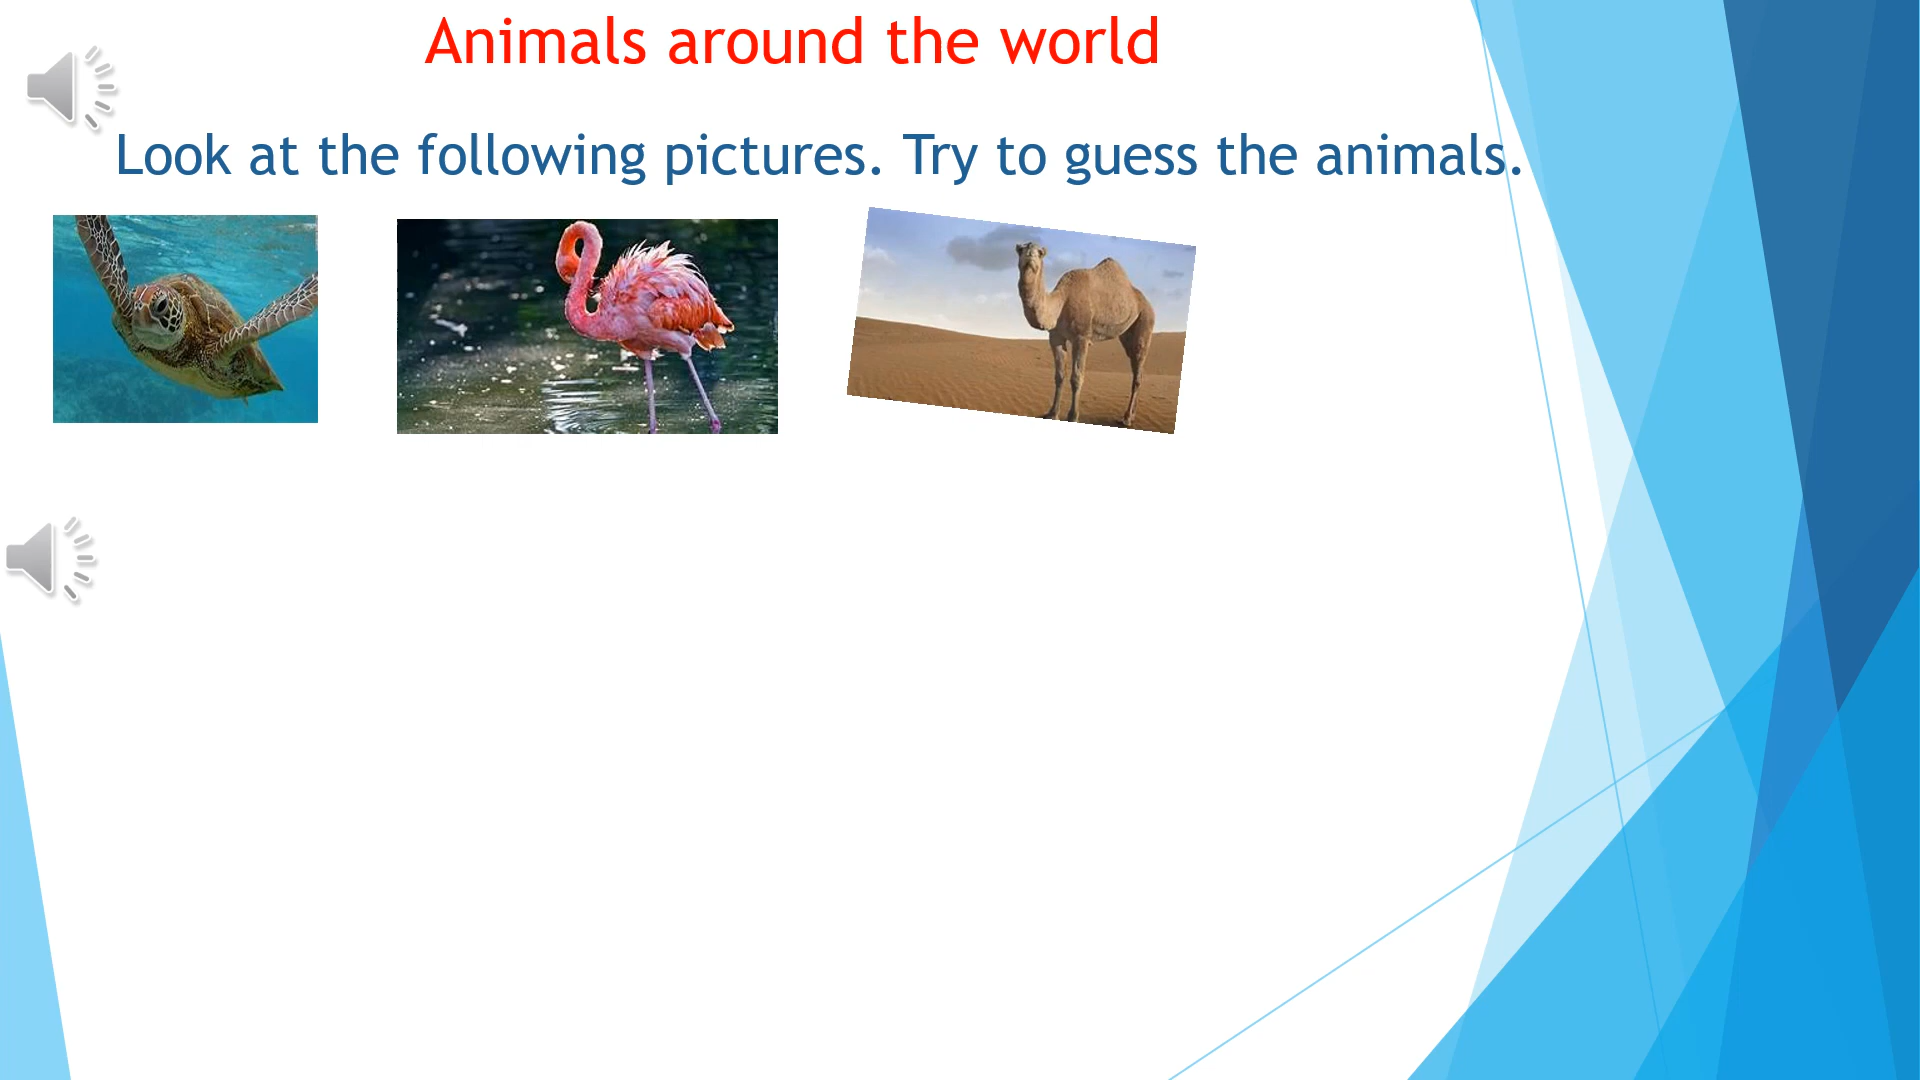 Animals around the world
Look at the following pictures. Try to guess the animals.